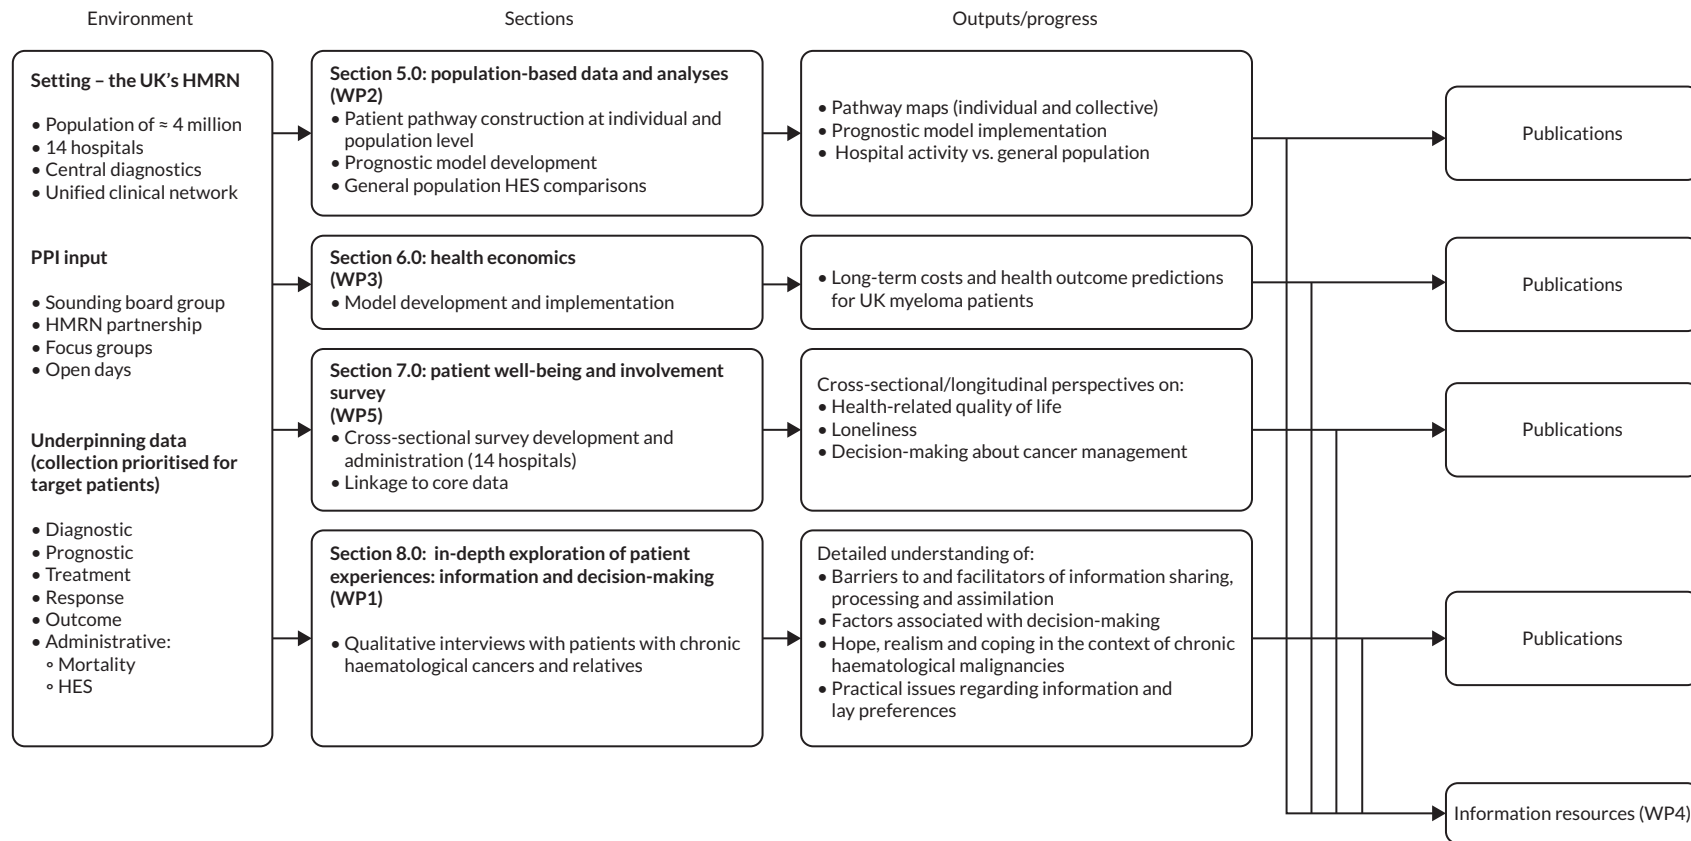 Environment
Sections
Outputs/progress
Setting – the UK's HMRN
• Population of ≈ 4 million
• 14 hospitals
• Central diagnostics
• Unified clinical network
PPI input
• Sounding board group
• HMRN partnership
• Focus groups
• Open days
Underpinning data
(collection prioritised for
target patients)
• Diagnostic
• Prognostic
• Treatment
• Response
• Outcome
• Administrative:
∘ Mortality
∘ HES
Section 5.0: population-based data and analyses
(WP2)
• Patient pathway construction at individual and
population level
• Prognostic model development
• General population HES comparisons
• Pathway maps (individual and collective)
• Prognostic model implementation
• Hospital activity vs. general population
Publications
Section 6.0: health economics
(WP3)
• Model development and implementation
• Long-term costs and health outcome predictions
for UK myeloma patients
Publications
Section 7.0: patient well-being and involvement
survey
(WP5)
• Cross-sectional survey development and
administration (14 hospitals)
• Linkage to core data
Cross-sectional/longitudinal perspectives on:
• Health-related quality of life
• Loneliness
• Decision-making about cancer management
Publications
Section 8.0: in-depth exploration of patient
experiences: information and decision-making
(WP1)
• Qualitative interviews with patients with chronic
haematological cancers and relatives
Detailed understanding of:
• Barriers to and facilitators of information sharing,
processing and assimilation
• Factors associated with decision-making
• Hope, realism and coping in the context of chronic
haematological malignancies
• Practical issues regarding information and
lay preferences
Publications
Information resources (WP4)